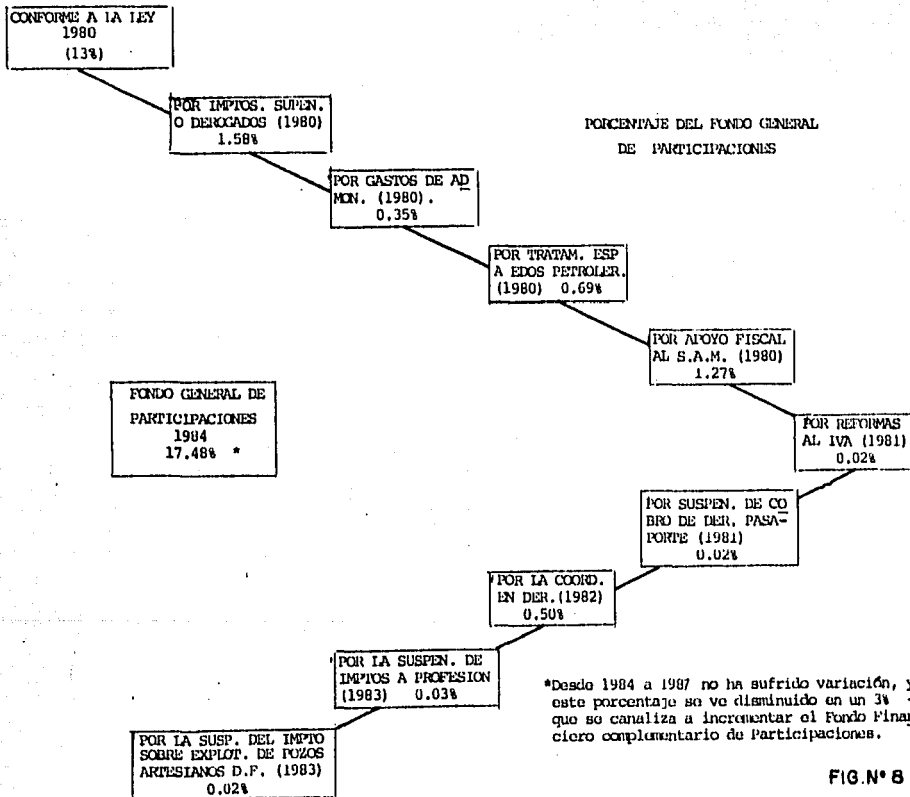 CONFORME A LA LEY
1980
(13%)
POR IMPTOS. SUPEN.
O DEROGADOS (1980)
1.58%
PORCENTAJE DEL FONDO GENERAL
DE PARTICIPACIONES
POR GASTOS DE AD
MON. (1980).
0.35%
POR TRATAM. ESP
A EDOS PETROLER.
(1980) 0.69%
POR APOYO FISCAL
AL S.A.M. (1980)
1.27%
FONDO GENERAL DE
PARTICIPACIONES
1984
17.48% *
POR REFORMAS
AL IVA (1981)
0.02%
POR SUSPEN. DE CO
BRO DE DER. PASA-
PORTE (1981)
0.02%
POR LA COORD.
EN DER.(1982)
0.50%
POR LA SUSPEN. DE
IMPTOS A PROFESION
(1983) 0.03%
POR LA SUSP. DEL IMPTO
SOBRE EXPLOT. DE POZOS
ARTESIANOS D.F. (1983)
0.02%
*Desde 1984 a 1987 no ha sufrido variación, y
este porcentaje se ve disminuido en un 3%
que se canaliza a incrementar el Fondo Finan
ciero complementario de Participaciones.
FIG.Nº 8